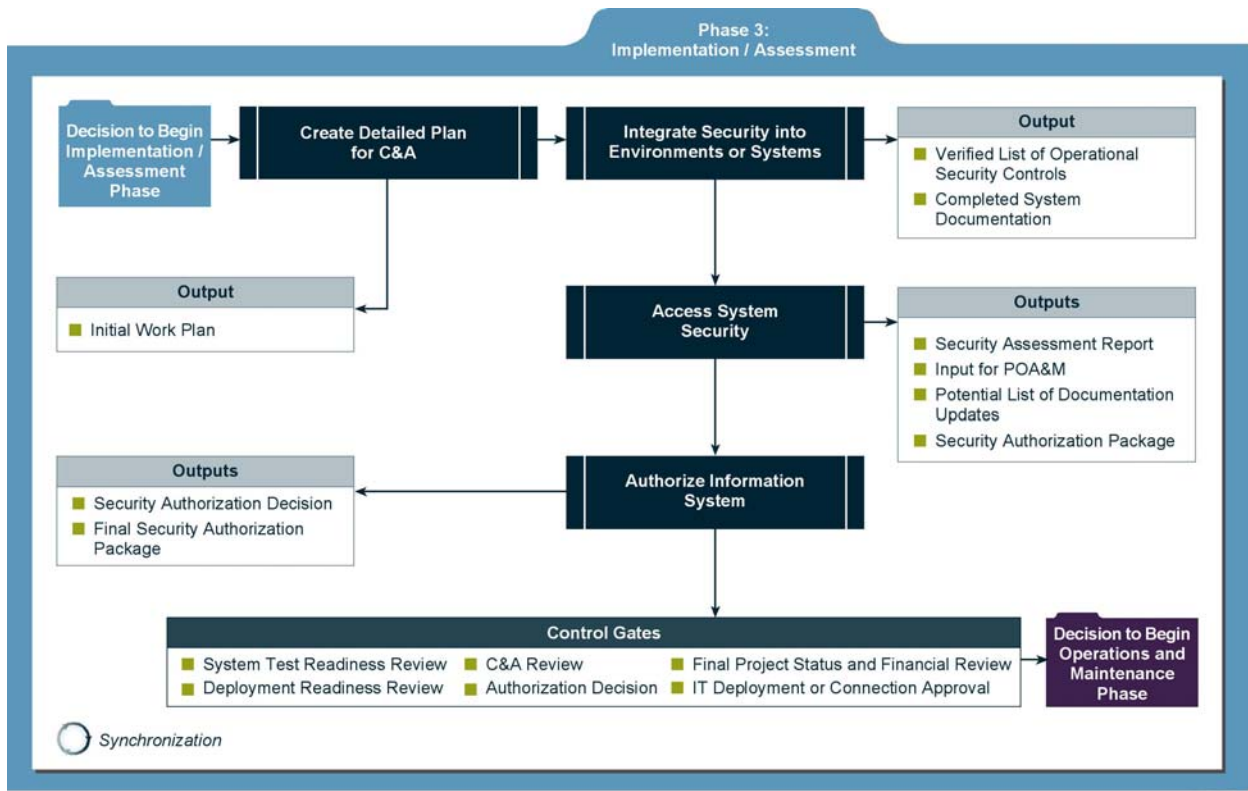 Phase 3:
Implementation / Assessment
Decision to Begin
Implementation /
Assessment
Phase
Create Detailed Plan
for C&A
Integrate Security into
Environments or Systems
Output
Verified List of Operational
Security Controls
Completed System
Documentation
Output
Initial Work Plan
Access System
Security
Outputs
Security Assessment Report
Input for POA&M
Potential List of Documentation
Updates
Security Authorization Package
Outputs
Security Authorization Decision
Final Security Authorization
Package
Authorize Information
System
Control Gates
System Test Readiness Review
C&A Review
Final Project Status and Financial Review
Deployment Readiness Review
Authorization Decision
IT Deployment or Connection Approval
Decision to Begin
Operations and
Maintenance
Phase
Synchronization